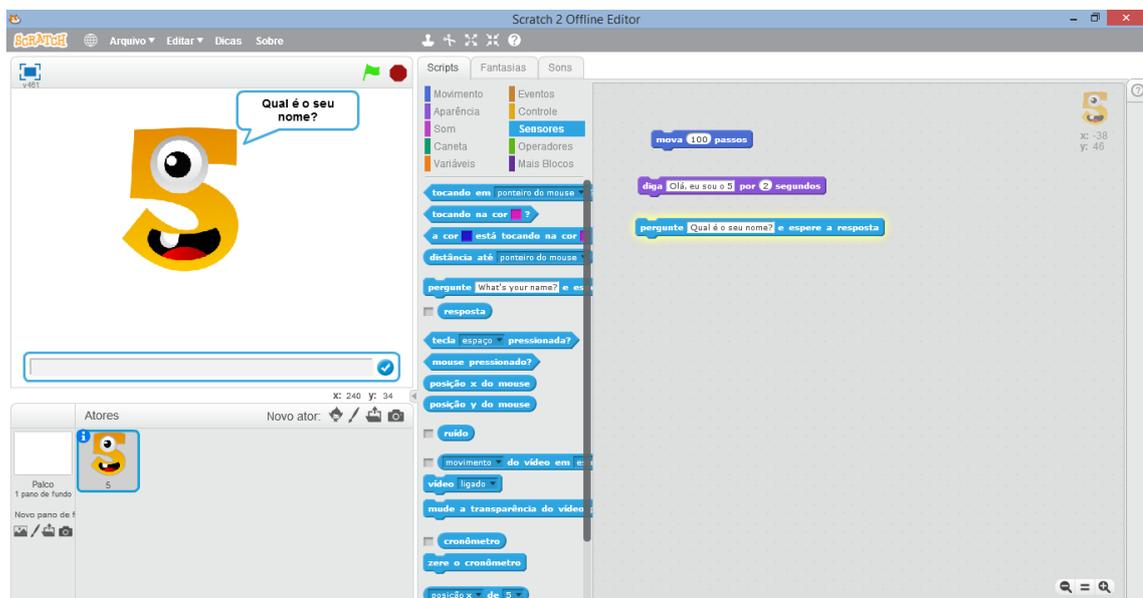 Scratch 2 Offline Editor
SCRATCH Arquivo Editar Dicas Sobre
v461
Qual é o seu
nome?
X: 240 y: 34
Atores
Novo ator:
Palco
1 pano de fundo
Novo pano de f
5
Scripts Fantasias Sons
Movimento Eventos
Aparência Controle
Som Sensores
Caneta Operadores
Variáveis Mais Blocos
tocando em ponteiro do mouse
tocando na cor ?
a cor está tocando na cor
distância até ponteiro do mouse
pergunte What's your name? e es
resposta
tecla espaço pressionada?
mouse pressionado?
posição x do mouse
posição y do mouse
ruído
movimento do vídeo em es
vídeo ligado
mude a transparência do vídeo
cronômetro
zere o cronômetro
posição x de 5
mova 100 passos
diga Olá, eu sou o 5 por 2 segundos
pergunte Qual é o seu nome? e espere a resposta
x: -38
y: 46